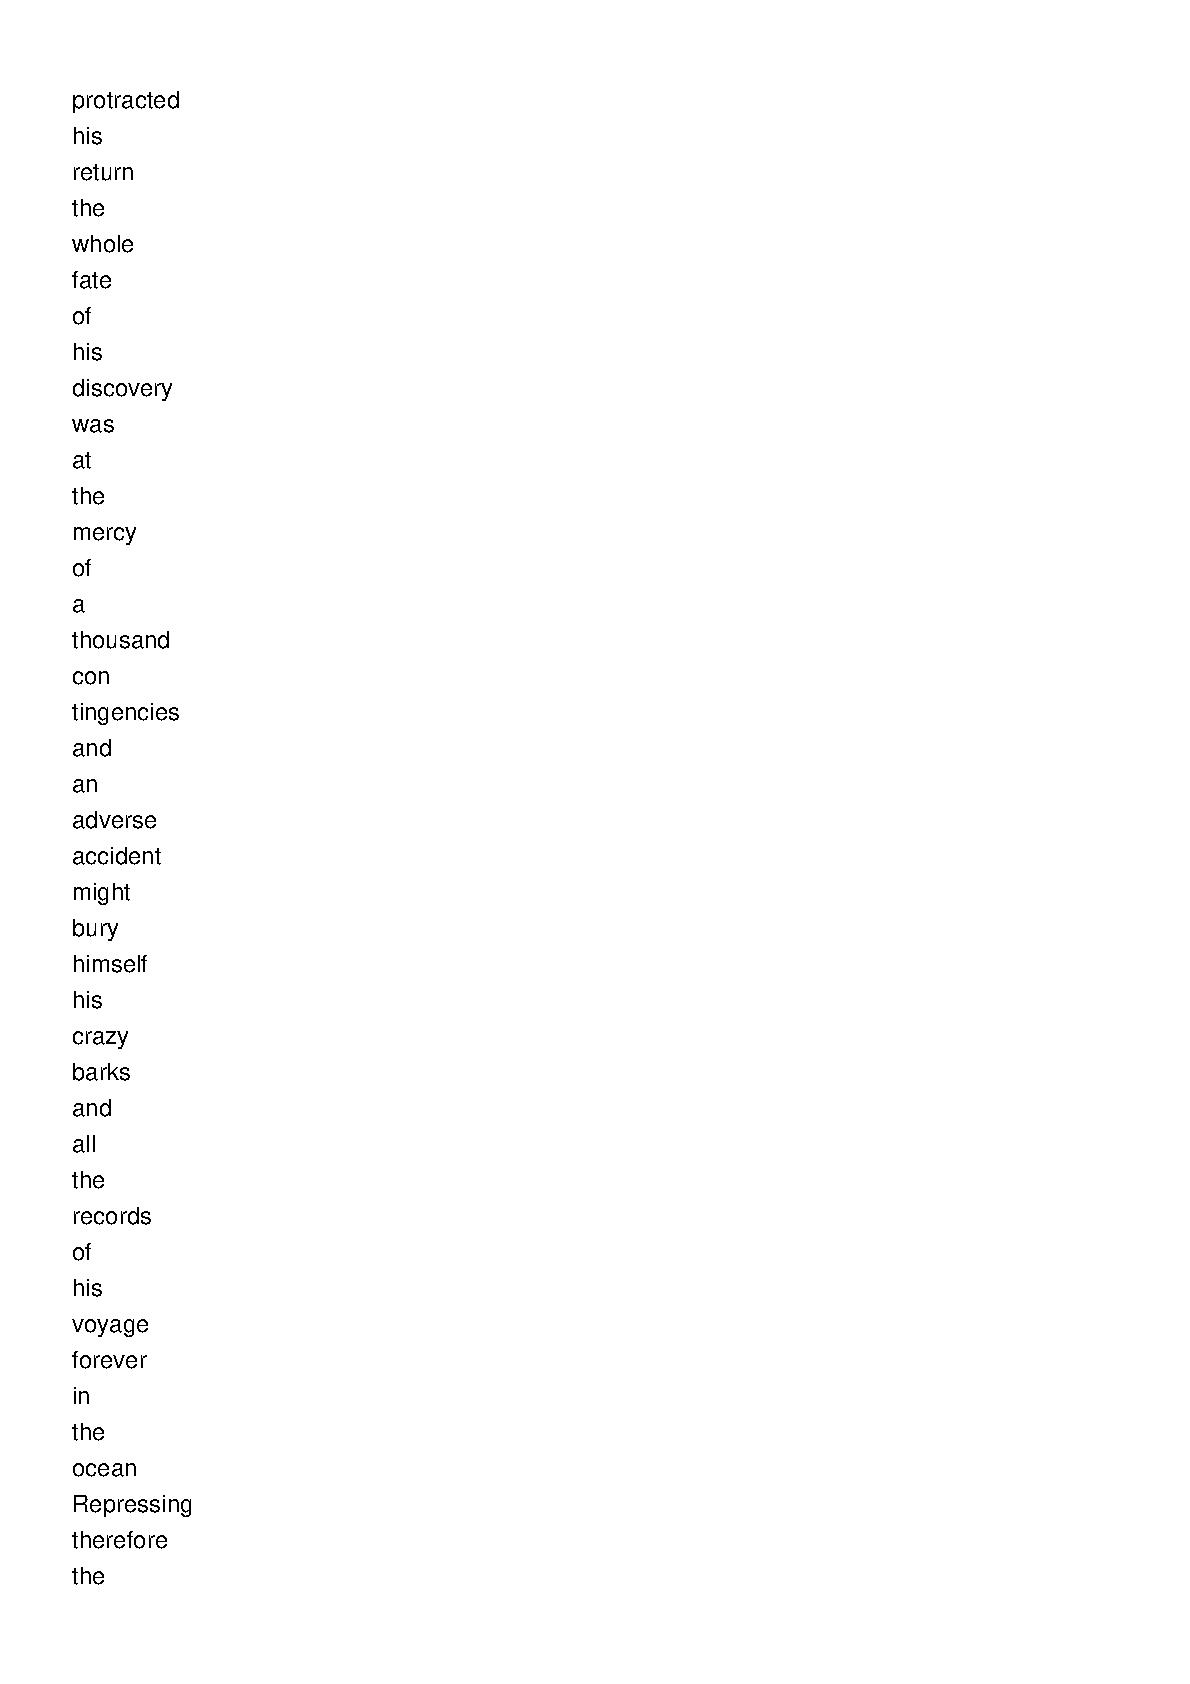 protracted
his
return
the
whole
fate
of
his
discovery
was
at
the
mercy
of
a
thousand
con
tingencies
and
an
adverse
accident
might
bury
himself
his
crazy
barks
and
all
the
records
of
his
voyage
forever
in
the
ocean
Repressing
therefore
the